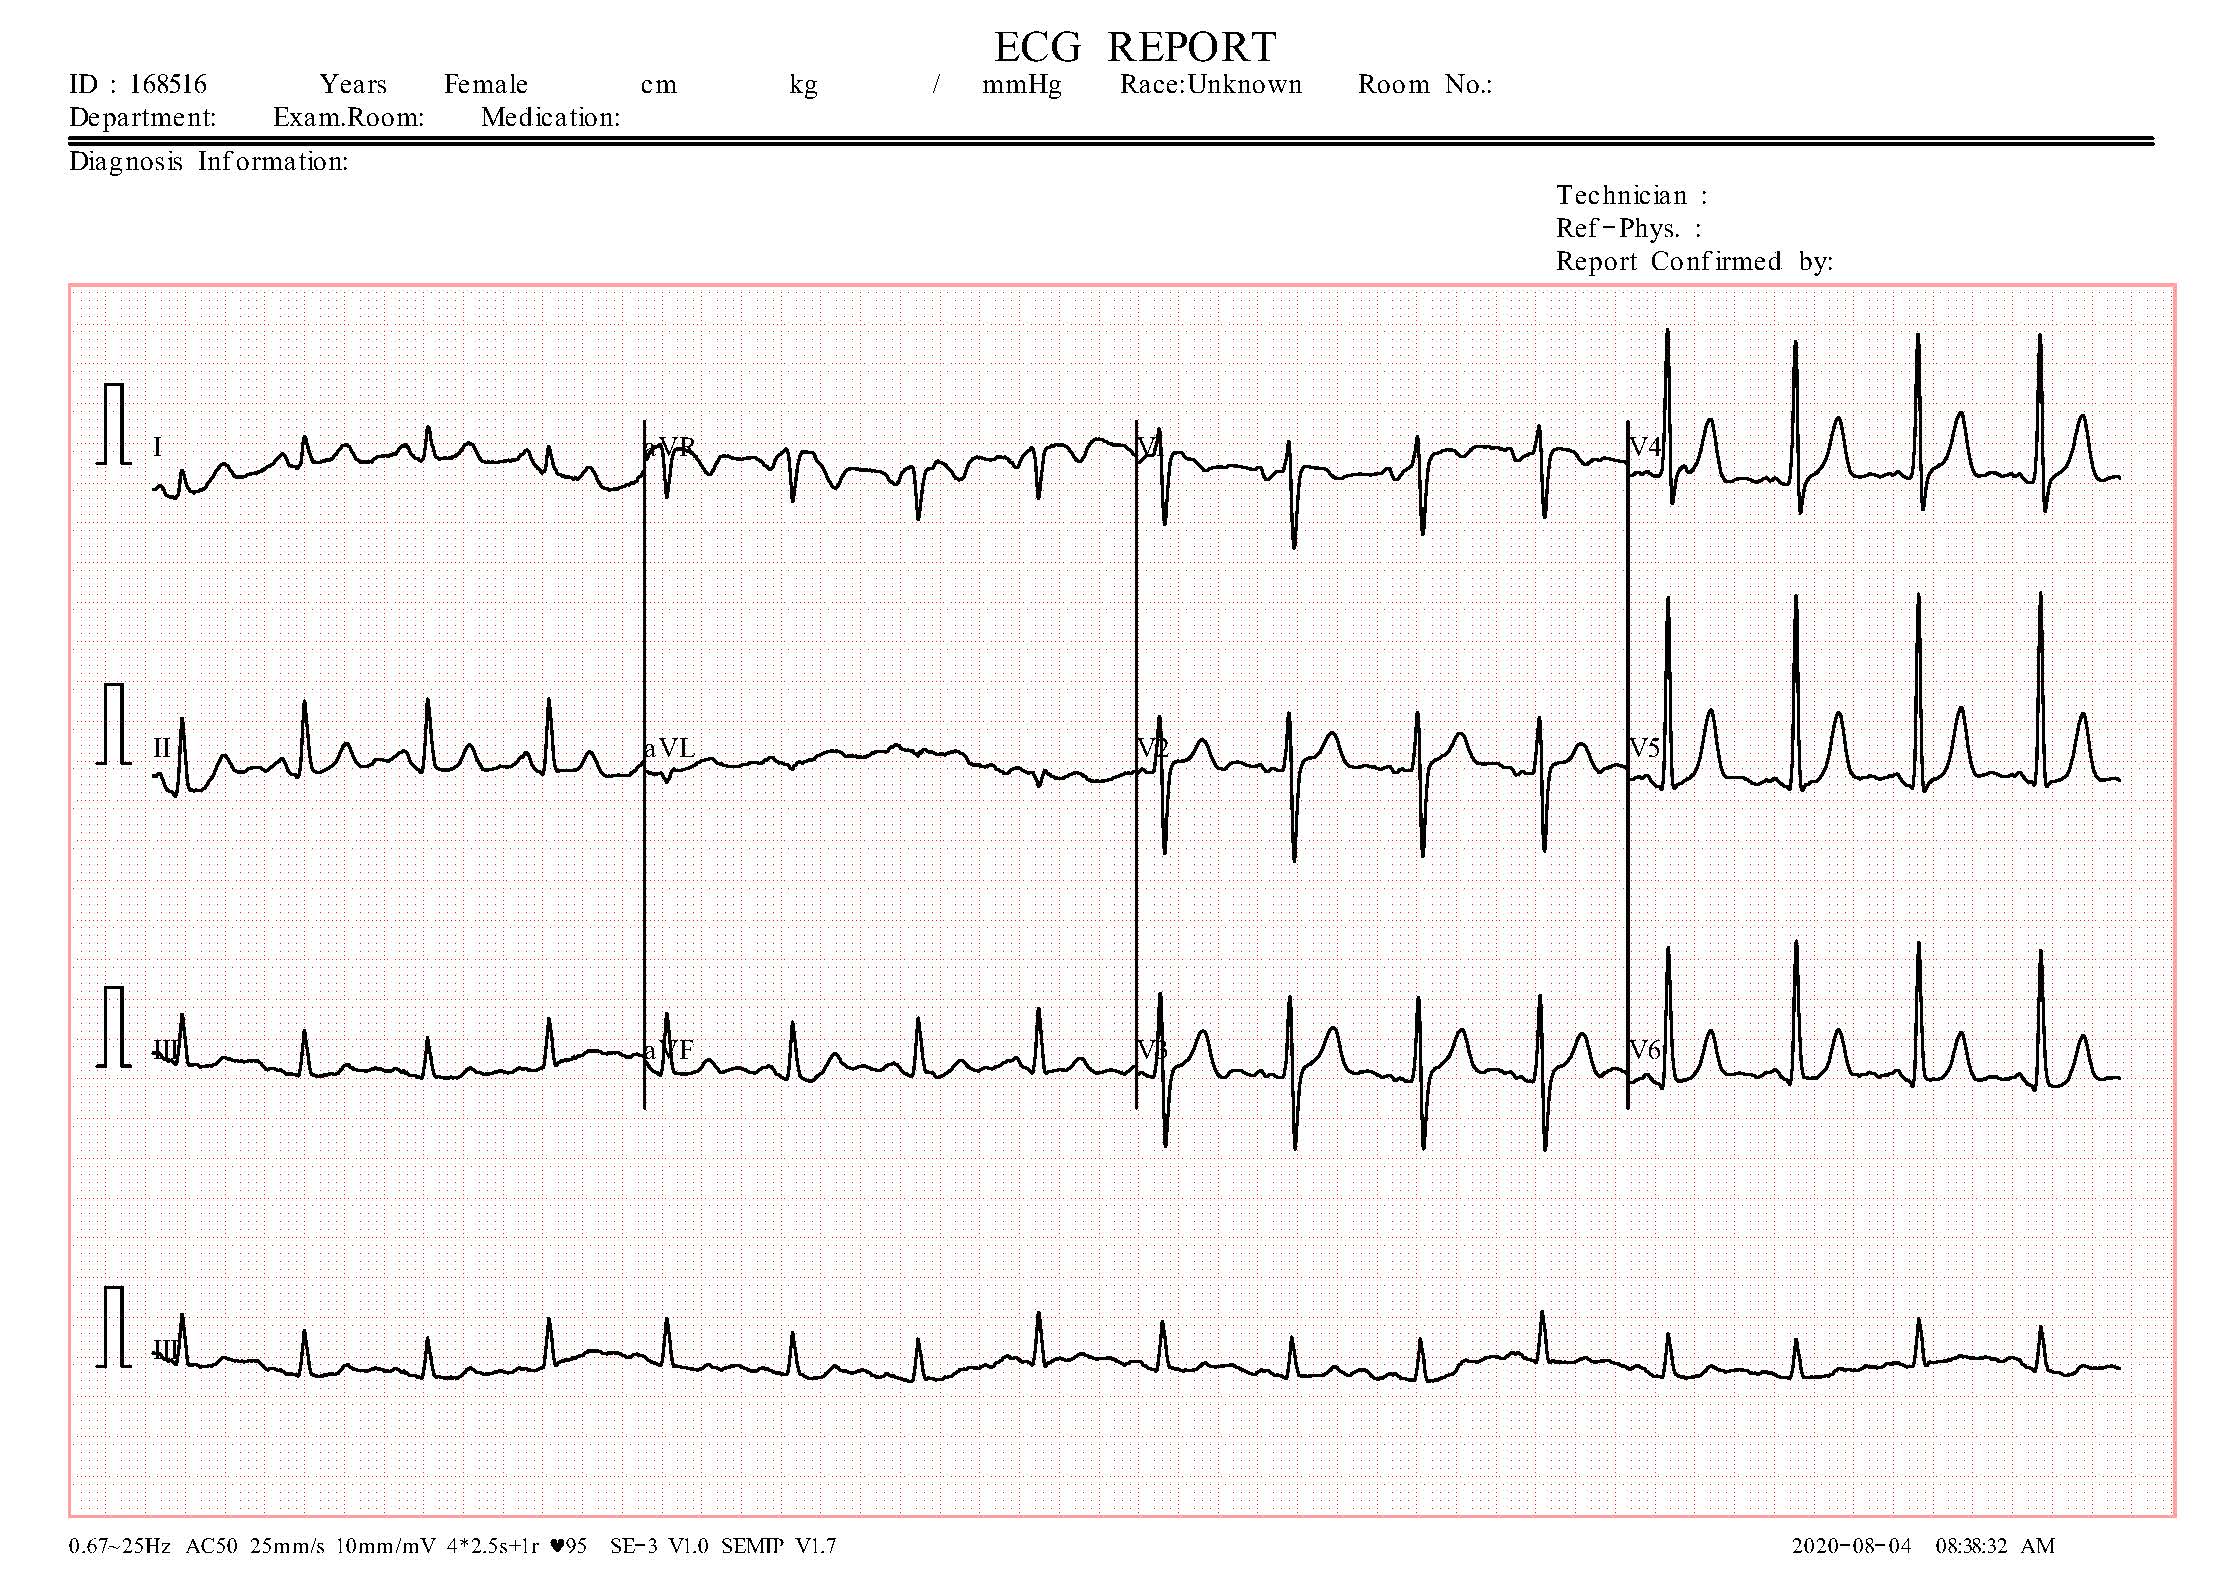 ECG REPORT
ID : 168516 Years Female cm kg / mmHg Race:Unknown Room No.:
Department: Exam.Room: Medication:
Diagnosis Information:
Technician :
Ref-Phys. :
Report Confirmed by:
I aVR V1 V4
II aVL V2 V5
III aVF V3 V6
III
0.67~25Hz AC50 25mm/s 10mm/mV 4*2.5s+1r ♥95 SE-3 V1.0 SEMIP V1.7 2020-08-04 08:38:32 AM